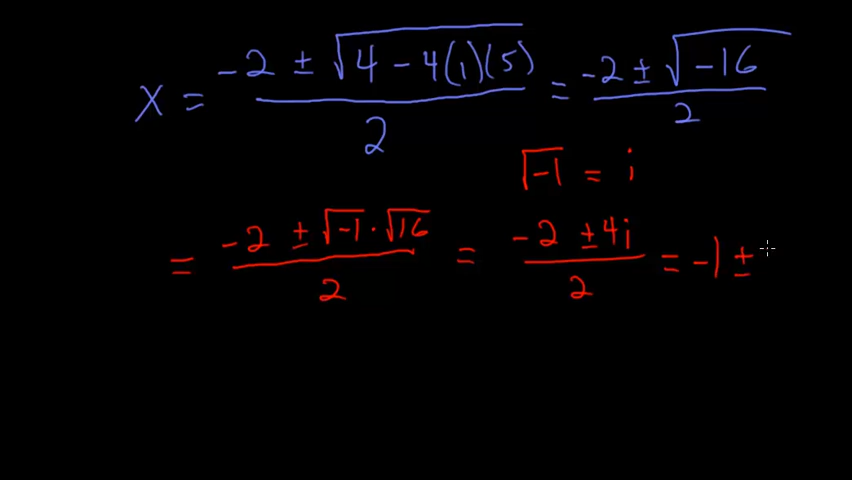 x = (-2 ± √(4 - 4(1)(5))) / 2 = (-2 ± √(-16)) / 2
√-1 = i
= (-2 ± √-1 · √16) / 2 = (-2 ± 4i) / 2 = -1 ±